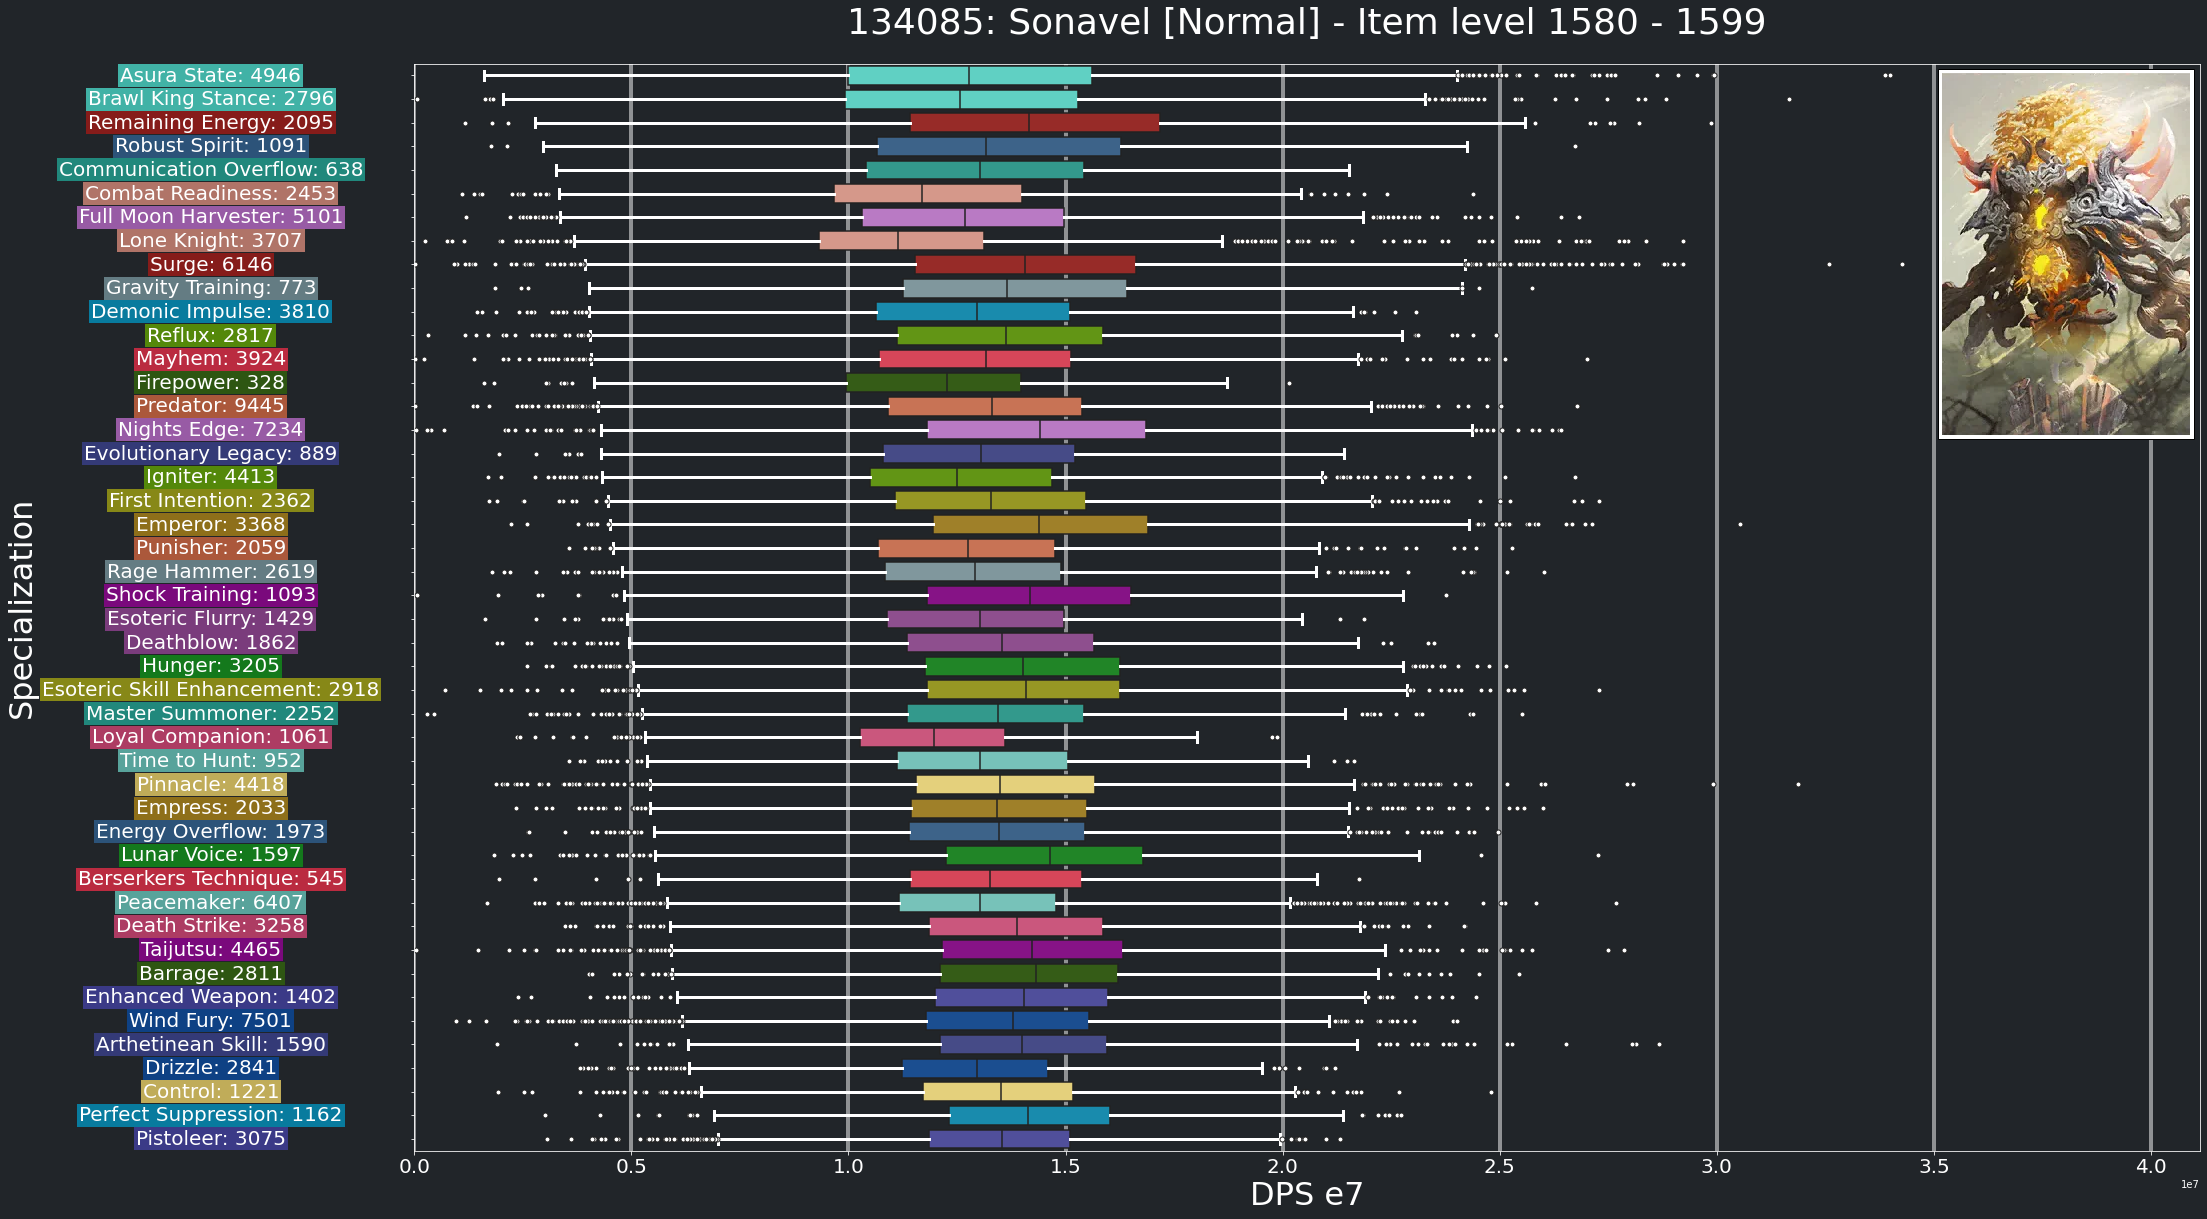 134085: Sonavel [Normal] - Item level 1580 - 1599
Specialization
Asura State: 4946
Brawl King Stance: 2796
Remaining Energy: 2095
Robust Spirit: 1091
Communication Overflow: 638
Combat Readiness: 2453
Full Moon Harvester: 5101
Lone Knight: 3707
Surge: 6146
Gravity Training: 773
Demonic Impulse: 3810
Reflux: 2817
Mayhem: 3924
Firepower: 328
Predator: 9445
Nights Edge: 7234
Evolutionary Legacy: 889
Igniter: 4413
First Intention: 2362
Emperor: 3368
Punisher: 2059
Rage Hammer: 2619
Shock Training: 1093
Esoteric Flurry: 1429
Deathblow: 1862
Hunger: 3205
Esoteric Skill Enhancement: 2918
Master Summoner: 2252
Loyal Companion: 1061
Time to Hunt: 952
Pinnacle: 4418
Empress: 2033
Energy Overflow: 1973
Lunar Voice: 1597
Berserkers Technique: 545
Peacemaker: 6407
Death Strike: 3258
Taijutsu: 4465
Barrage: 2811
Enhanced Weapon: 1402
Wind Fury: 7501
Arthetinean Skill: 1590
Drizzle: 2841
Control: 1221
Perfect Suppression: 1162
Pistoleer: 3075
0.0 0.5 1.0 1.5 2.0 2.5 3.0 3.5 4.0
1e7
DPS e7